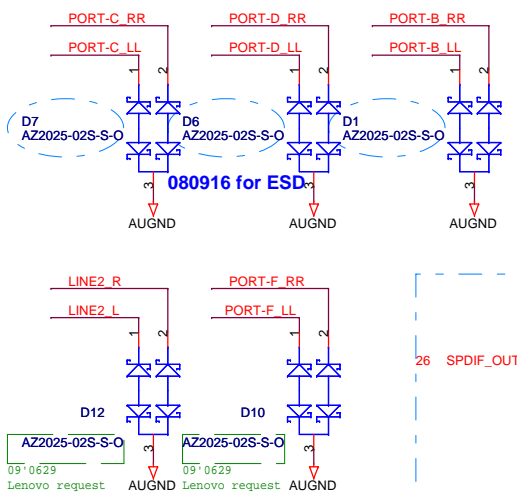 PORT-C_RR
PORT-D_RR
PORT-B_RR
PORT-C_LL
PORT-D_LL
PORT-B_LL
1
2
1
2
1
2
D7
AZ2025-02S-S-O
D6
AZ2025-02S-S-O
D1
AZ2025-02S-S-O
080916 for ESD
3
3
3
AUGND
AUGND
AUGND
LINE2_R
PORT-F_RR
LINE2_L
PORT-F_LL
1
2
1
2
26 SPDIF_OUT
D12
D10
AZ2025-02S-S-O
AZ2025-02S-S-O
3
3
09'0629
Lenovo request
09'0629
Lenovo request
AUGND
AUGND